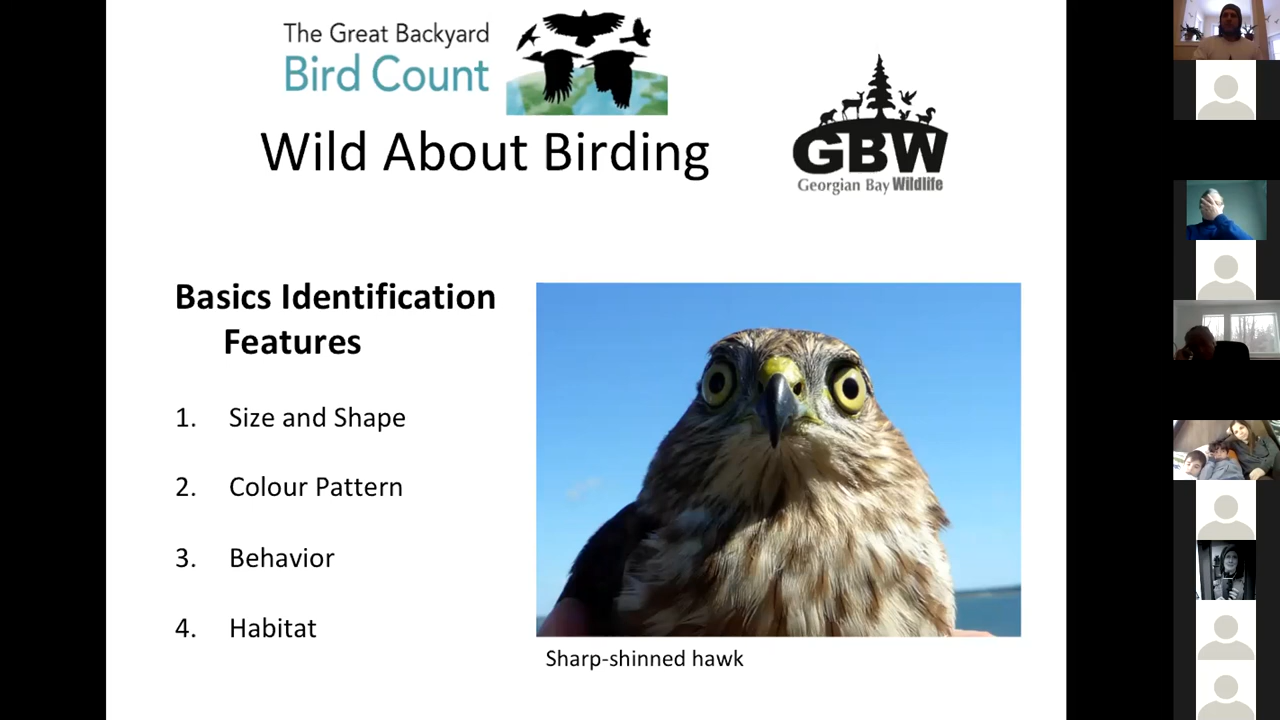 The Great Backyard
Bird Count
Wild About Birding
GBW
Georgian Bay Wildlife
Basics Identification
Features
1. Size and Shape
2. Colour Pattern
3. Behavior
4. Habitat
Sharp-shinned hawk